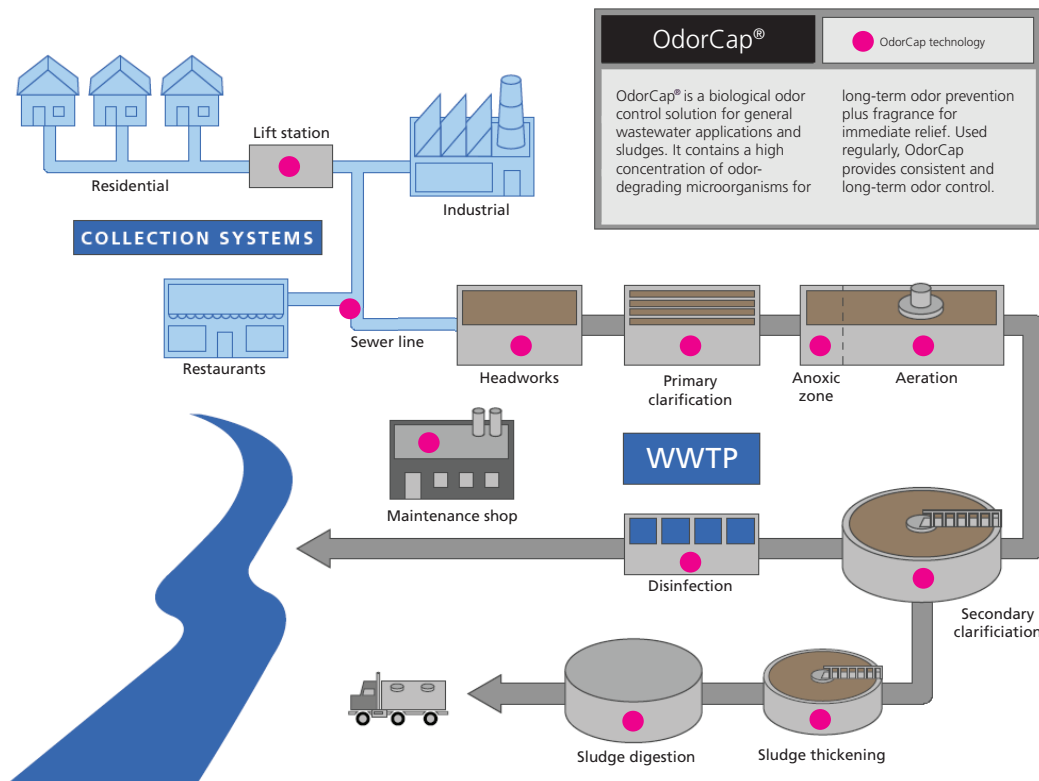 OdorCap®
OdorCap technology
OdorCap® is a biological odor
control solution for general
wastewater applications and
sludges. It contains a high
concentration of odor-
degrading microorganisms for
long-term odor prevention
plus fragrance for
immediate relief. Used
regularly, OdorCap
provides consistent and
long-term odor control.
Lift station
Residential
Industrial
COLLECTION SYSTEMS
Sewer line
Restaurants
Headworks
Primary
clarification
Anoxic
zone
Aeration
WWTP
Maintenance shop
Disinfection
Secondary
clarificiation
Sludge digestion
Sludge thickening